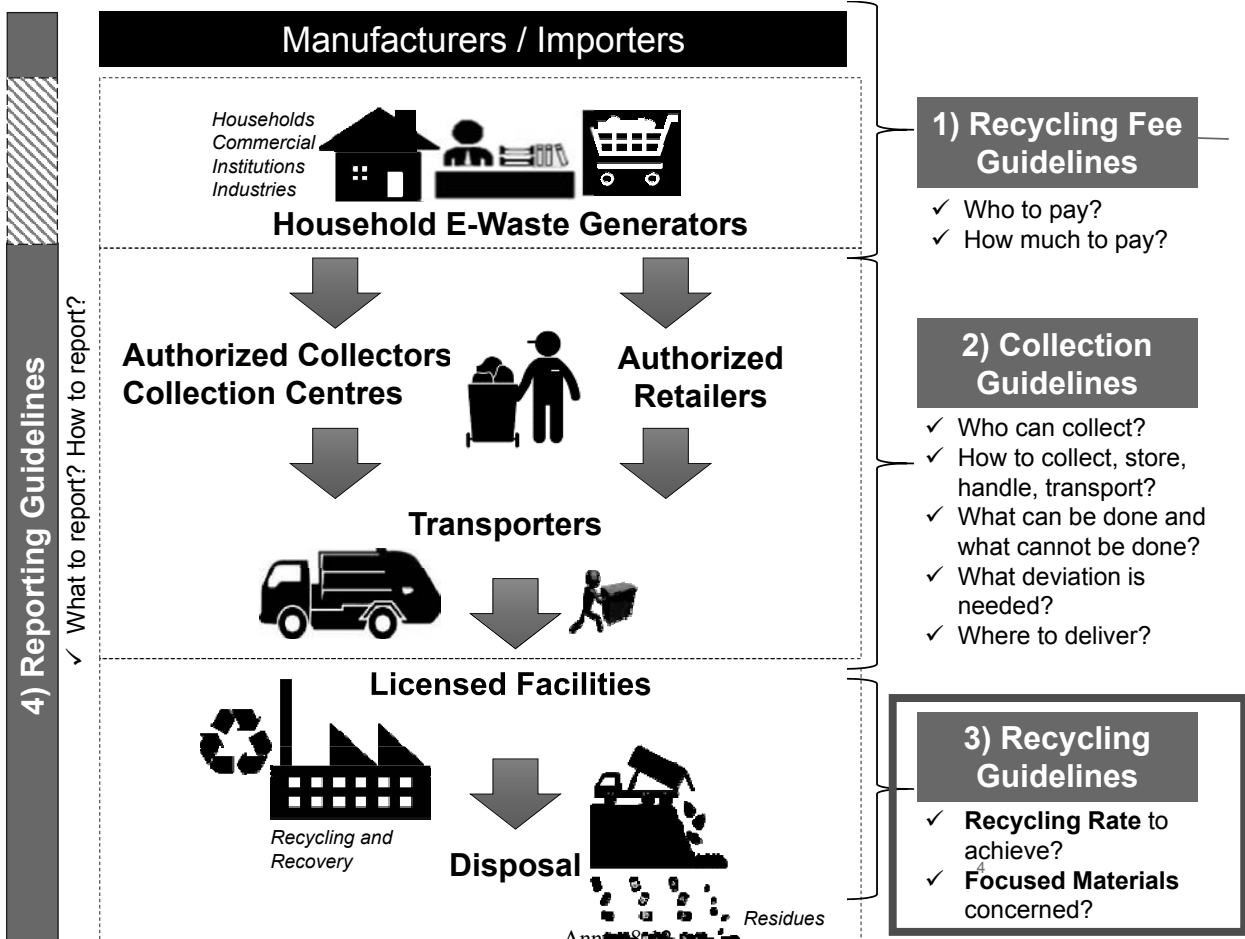 Manufacturers / Importers
Households
Commercial
Institutions
Industries
Household E-Waste Generators
Authorized Collectors
Collection Centres
Authorized
Retailers
Transporters
Licensed Facilities
Recycling and
Recovery
Disposal
Residues
4) Reporting Guidelines
✓ What to report? How to report?
1) Recycling Fee
Guidelines
✓ Who to pay?
✓ How much to pay?
2) Collection
Guidelines
✓ Who can collect?
✓ How to collect, store,
handle, transport?
✓ What can be done and
what cannot be done?
✓ What deviation is
needed?
✓ Where to deliver?
3) Recycling
Guidelines
✓ Recycling Rate to
achieve?
4
✓ Focused Materials
concerned?